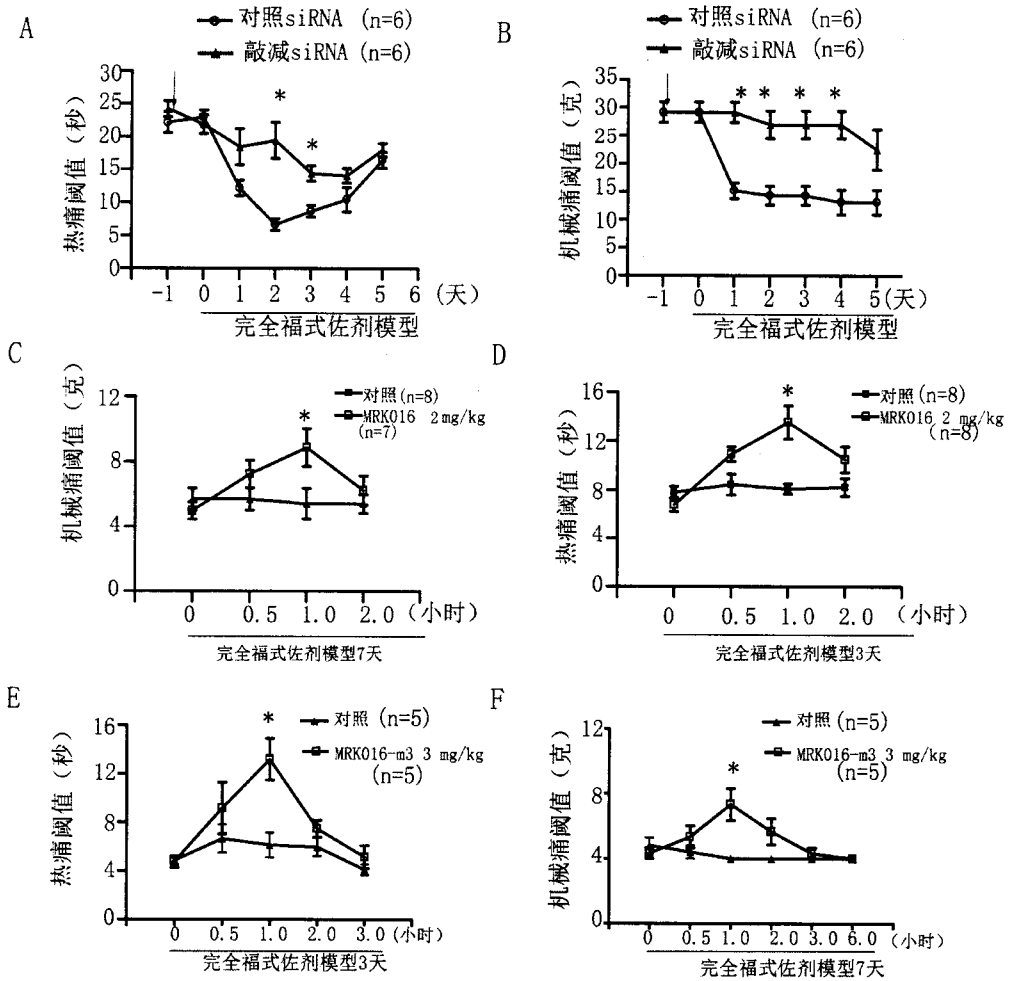 A
对照siRNA (n=6)
敲减siRNA (n=6)
热痛阈值（秒）
30
25
20
15
10
5
0
*
*
-1 0 1 2 3 4 5 6 (天)
完全福式佐剂模型
B
对照siRNA (n=6)
敲减siRNA (n=6)
机械痛阈值（克）
35
30
25
20
15
10
5
0
* * * *
-1 0 1 2 3 4 5(天)
完全福式佐剂模型
C
机械痛阈值（克）
12
8
4
0
*
对照(n=8)
MRK016 2mg/kg
(n=7)
0 0.5 1.0 2.0 (小时)
完全福式佐剂模型7天
D
热痛阈值（秒）
16
12
8
4
0
*
对照(n=8)
MRK016 2 mg/kg
(n=8)
0 0.5 1.0 2.0 (小时)
完全福式佐剂模型3天
E
热痛阈值（秒）
16
12
8
4
0
*
对照(n=5)
MRK016-m3 3 mg/kg
(n=5)
0 0.5 1.0 2.0 3.0 (小时)
完全福式佐剂模型3天
F
机械痛阈值（克）
12
8
4
0
*
对照(n=5)
MRK016-m3 3 mg/kg
(n=5)
0 0.5 1.0 2.0 3.0 6.0 (小时)
完全福式佐剂模型7天